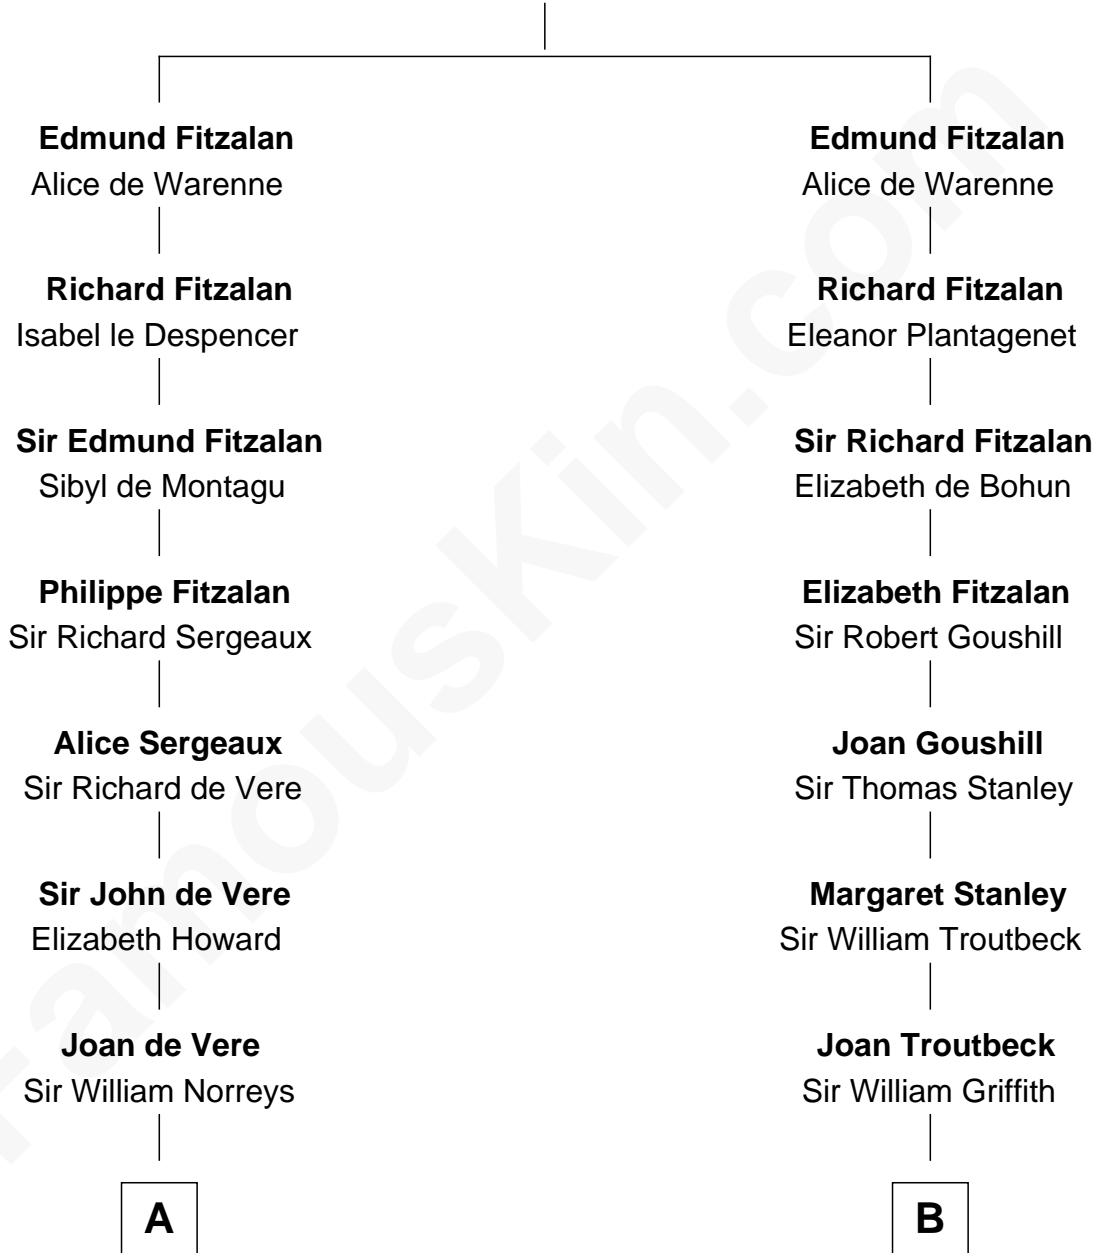 Edmund Fitzalan
Alice de Warenne
Richard Fitzalan
Isabel le Despencer
Sir Edmund Fitzalan
Sibyl de Montagu
Philippe Fitzalan
Sir Richard Sergeaux
Alice Sergeaux
Sir Richard de Vere
Sir John de Vere
Elizabeth Howard
Joan de Vere
Sir William Norreys
A
Edmund Fitzalan
Alice de Warenne
Richard Fitzalan
Eleanor Plantagenet
Sir Richard Fitzalan
Elizabeth de Bohun
Elizabeth Fitzalan
Sir Robert Goushill
Joan Goushill
Sir Thomas Stanley
Margaret Stanley
Sir William Troutbeck
Joan Troutbeck
Sir William Griffith
B
FamousKin.com